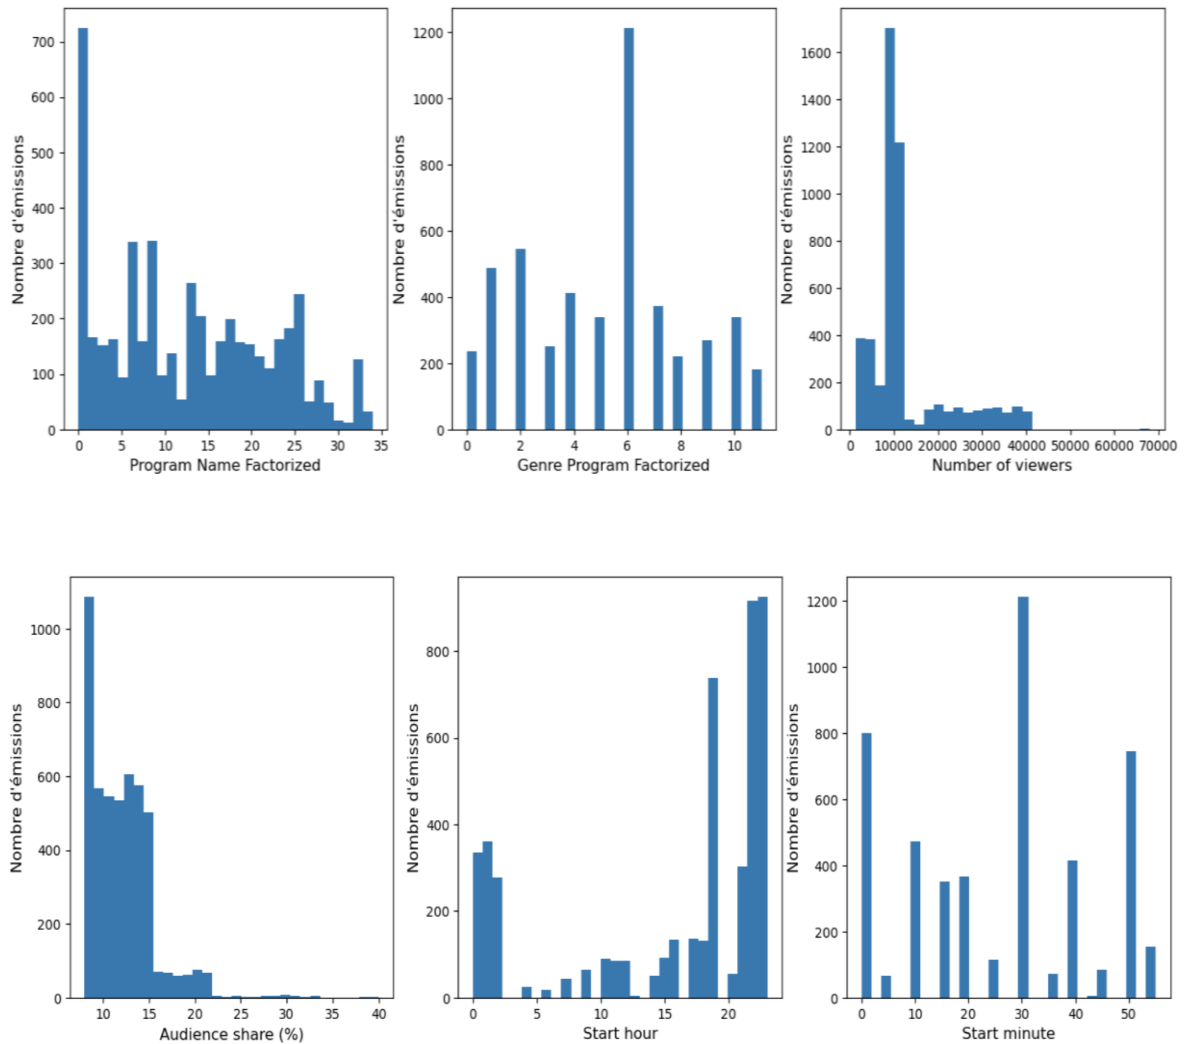 Nombre d'émissions
700
600
500
400
300
200
100
0
0 5 10 15 20 25 30 35
Program Name Factorized
Nombre d'émissions
1200
1000
800
600
400
200
0
0 2 4 6 8 10
Genre Program Factorized
Nombre d'émissions
1600
1400
1200
1000
800
600
400
200
0
0 10000 20000 30000 40000 50000 60000 70000
Number of viewers
Nombre d'émissions
1000
800
600
400
200
0
10 15 20 25 30 35 40
Audience share (%)
Nombre d'émissions
800
600
400
200
0
0 5 10 15 20
Start hour
Nombre d'émissions
1200
1000
800
600
400
200
0
0 10 20 30 40 50
Start minute